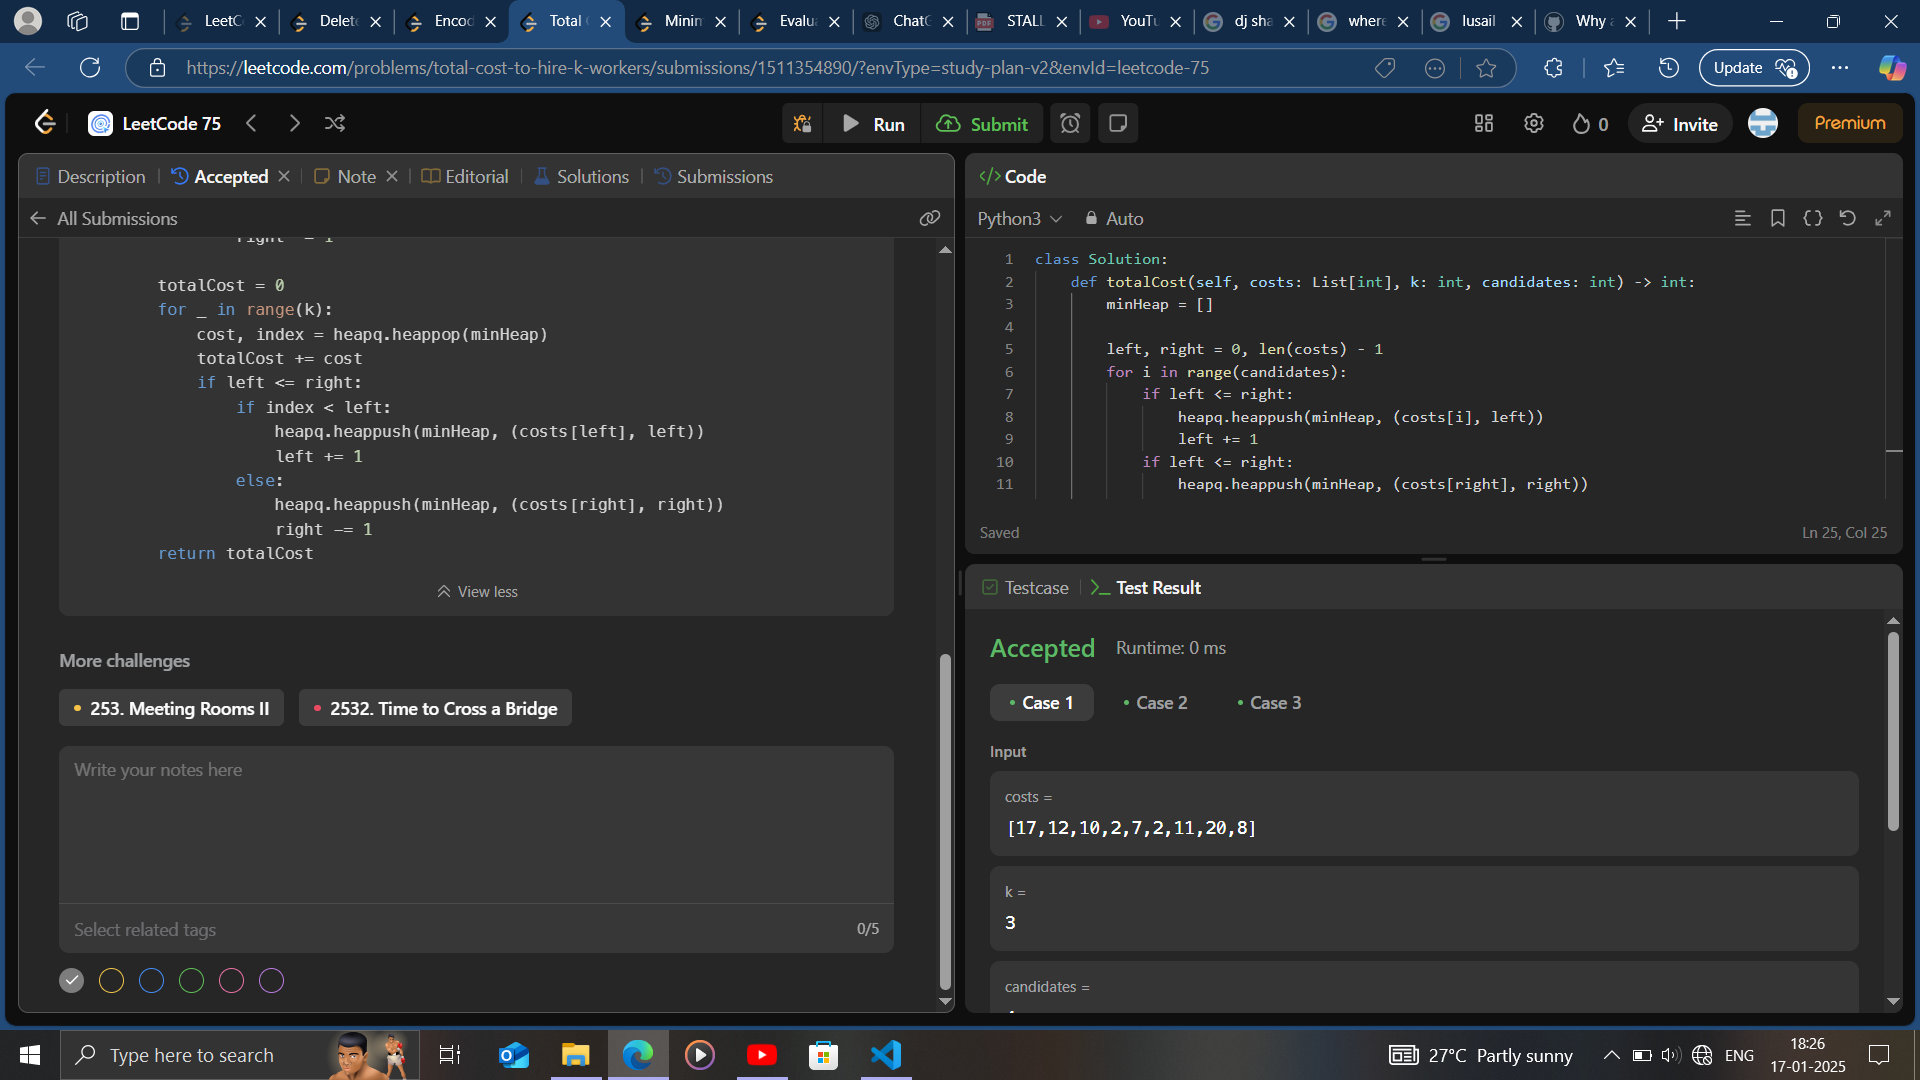 LeetC
Delete
Encod
Total C
Minim
Evalua
ChatG
STALL
YouTu
dj sha
where
lusail
Why a
https://leetcode.com/problems/total-cost-to-hire-k-workers/submissions/1511354890/?envType=study-plan-v2&envId=leetcode-75
Update
LeetCode 75
Run
Submit
0
Invite
Premium
Description
Accepted
Note
Editorial
Solutions
Submissions
All Submissions
totalCost = 0
for _ in range(k):
cost, index = heapq.heappop(minHeap)
totalCost += cost
if left <= right:
if index < left:
heapq.heappush(minHeap, (costs[left], left))
left += 1
else:
heapq.heappush(minHeap, (costs[right], right))
right -= 1
return totalCost
View less
More challenges
253. Meeting Rooms II
2532. Time to Cross a Bridge
Write your notes here
Select related tags
0/5
</> Code
Python3
Auto
1 class Solution:
2 def totalCost(self, costs: List[int], k: int, candidates: int) -> int:
3 minHeap = []
4
5 left, right = 0, len(costs) - 1
6 for i in range(candidates):
7 if left <= right:
8 heapq.heappush(minHeap, (costs[i], left))
9 left += 1
10 if left <= right:
11 heapq.heappush(minHeap, (costs[right], right))
Saved
Ln 25, Col 25
Testcase
Test Result
Accepted
Runtime: 0 ms
Case 1
Case 2
Case 3
Input
costs =
[17,12,10,2,7,2,11,20,8]
k =
3
candidates =
Type here to search
27°C Partly sunny
ENG
18:26
17-01-2025